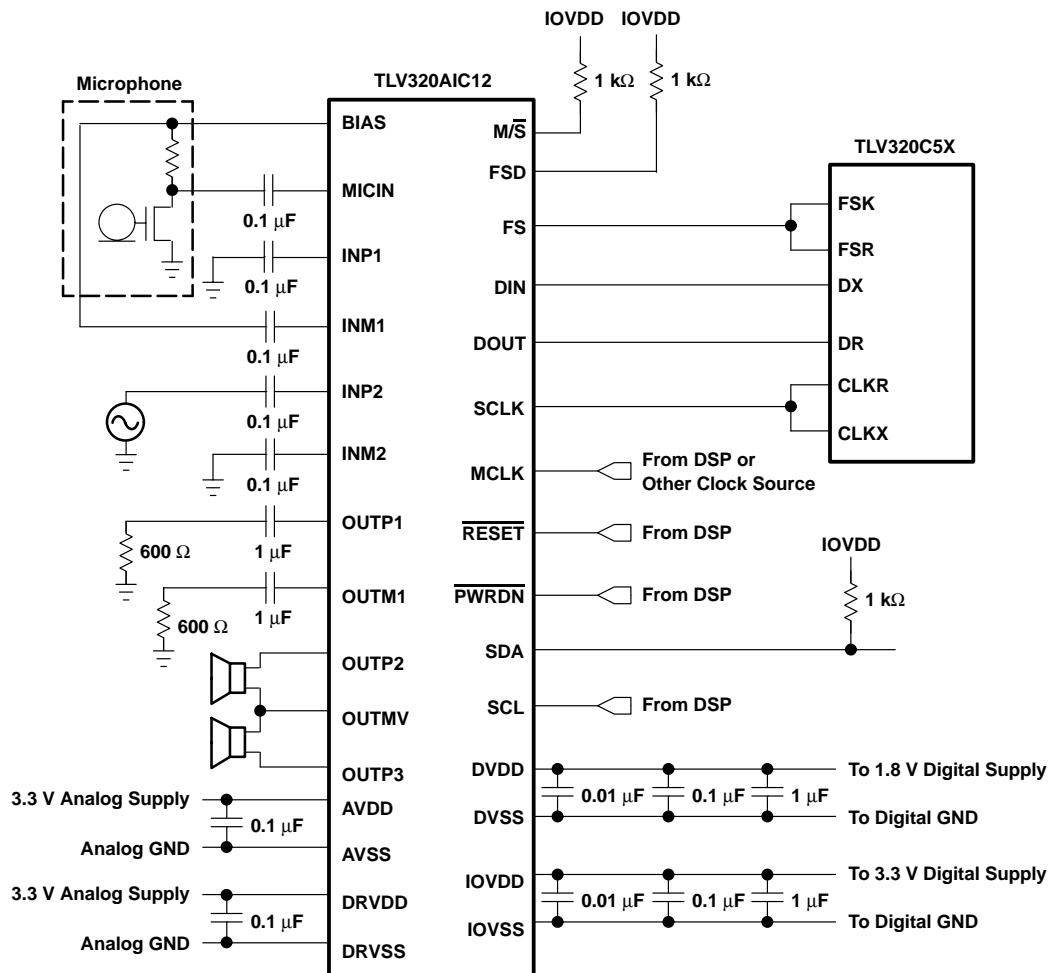 IOVDD
IOVDD
TLV320AIC12
1 kΩ
1 kΩ
Microphone
BIAS
M/S̅
TLV320C5X
FSD
MICIN
FSK
0.1 μF
FS
INP1
FSR
0.1 μF
DIN
DX
INM1
DOUT
DR
0.1 μF
INP2
CLKR
SCLK
0.1 μF
CLKX
INM2
MCLK
From DSP or
Other Clock Source
0.1 μF
OUTP1
R̅E̅S̅E̅T̅
From DSP
IOVDD
600 Ω
1 μF
OUTM1
P̅W̅R̅D̅N̅
From DSP
1 kΩ
1 μF
600 Ω
SDA
OUTP2
SCL
From DSP
OUTMV
OUTP3
DVDD
To 1.8 V Digital Supply
3.3 V Analog Supply
AVDD
0.01 μF
0.1 μF
1 μF
0.1 μF
DVSS
To Digital GND
Analog GND
AVSS
IOVDD
To 3.3 V Digital Supply
3.3 V Analog Supply
DRVDD
0.01 μF
0.1 μF
1 μF
0.1 μF
IOVSS
To Digital GND
Analog GND
DRVSS